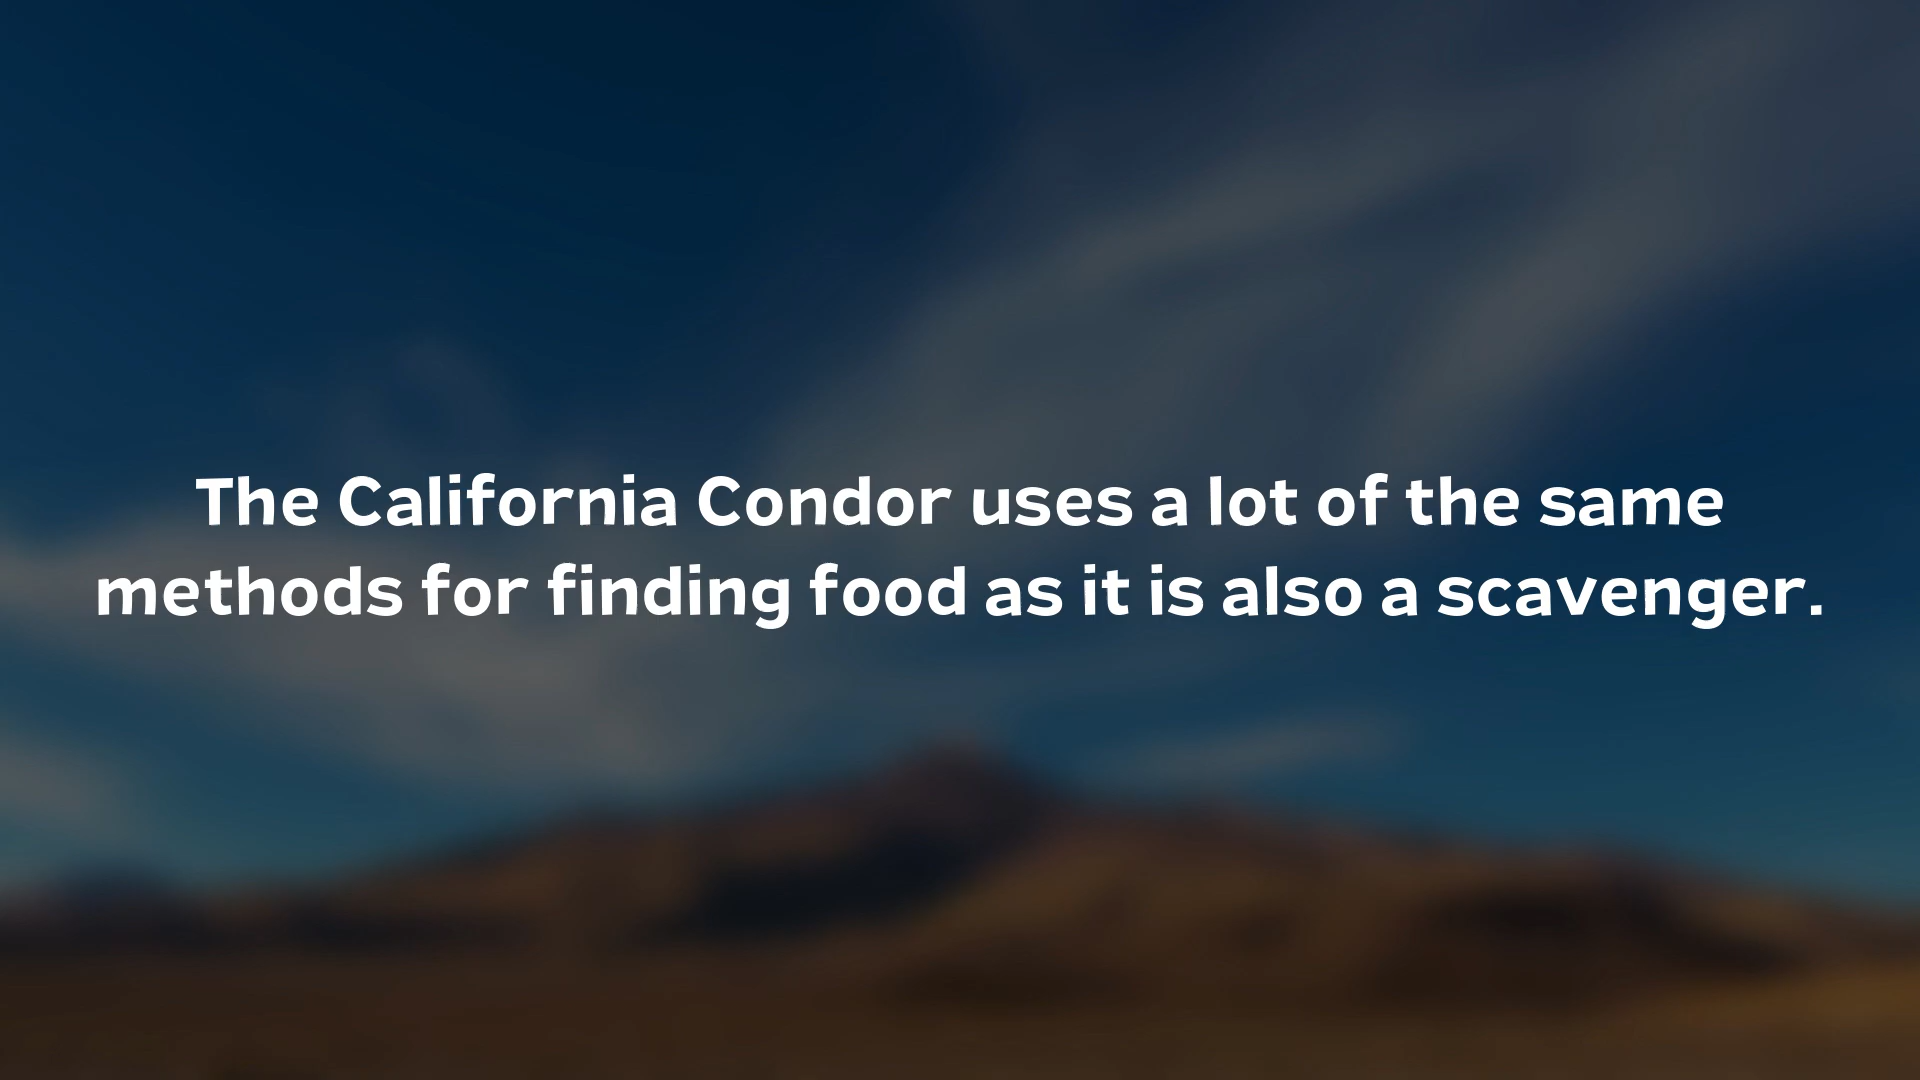 The California Condor uses a lot of the same
methods for finding food as it is also a scavenger.